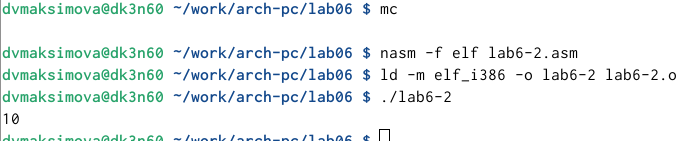 dvmaksimova@dk3n60 ~/work/arch-pc/lab06 $ mc
dvmaksimova@dk3n60 ~/work/arch-pc/lab06 $ nasm -f elf lab6-2.asm
dvmaksimova@dk3n60 ~/work/arch-pc/lab06 $ ld -m elf_i386 -o lab6-2 lab6-2.o
dvmaksimova@dk3n60 ~/work/arch-pc/lab06 $ ./lab6-2
10
dvmaksimova@dk3n60 ~/work/arch-pc/lab06 $